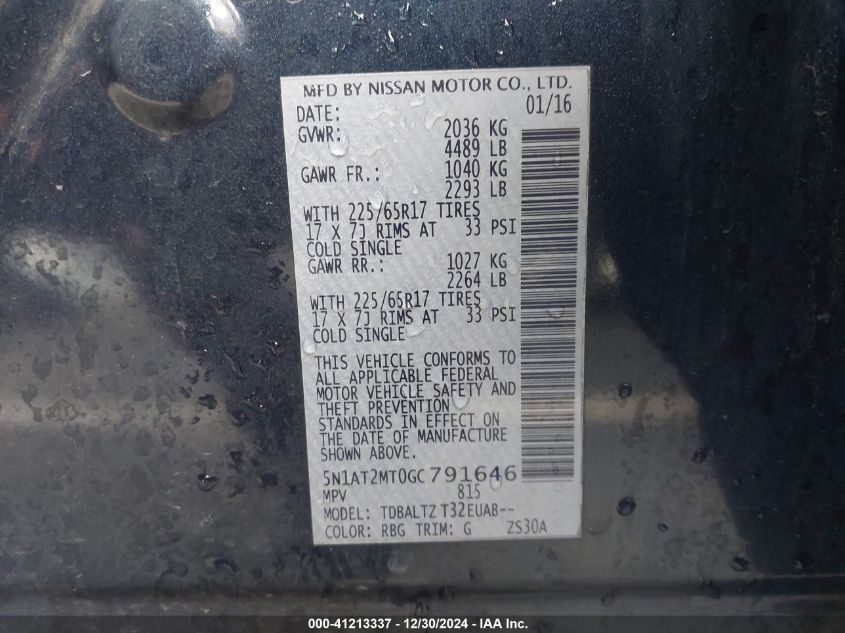 MFD BY NISSAN MOTOR CO., LTD.
DATE: 01/16
GVWR: 2036 KG
4489 LB
GAWR FR.: 1040 KG
2293 LB
WITH 225/65R17 TIRES
17 X 7J RIMS AT 33 PSI
COLD SINGLE
GAWR RR.: 1027 KG
2264 LB
WITH 225/65R17 TIRES
17 X 7J RIMS AT 33 PSI
COLD SINGLE
THIS VEHICLE CONFORMS TO
ALL APPLICABLE FEDERAL
MOTOR VEHICLE SAFETY AND
THEFT PREVENTION
STANDARDS IN EFFECT ON
THE DATE OF MANUFACTURE
SHOWN ABOVE.
5N1AT2MT0GC791646
MPV 815
MODEL: TDBALTZ T32EUAB--
COLOR: RBG TRIM: G ZS30A
000-41213337 - 12/30/2024 - IAA Inc.